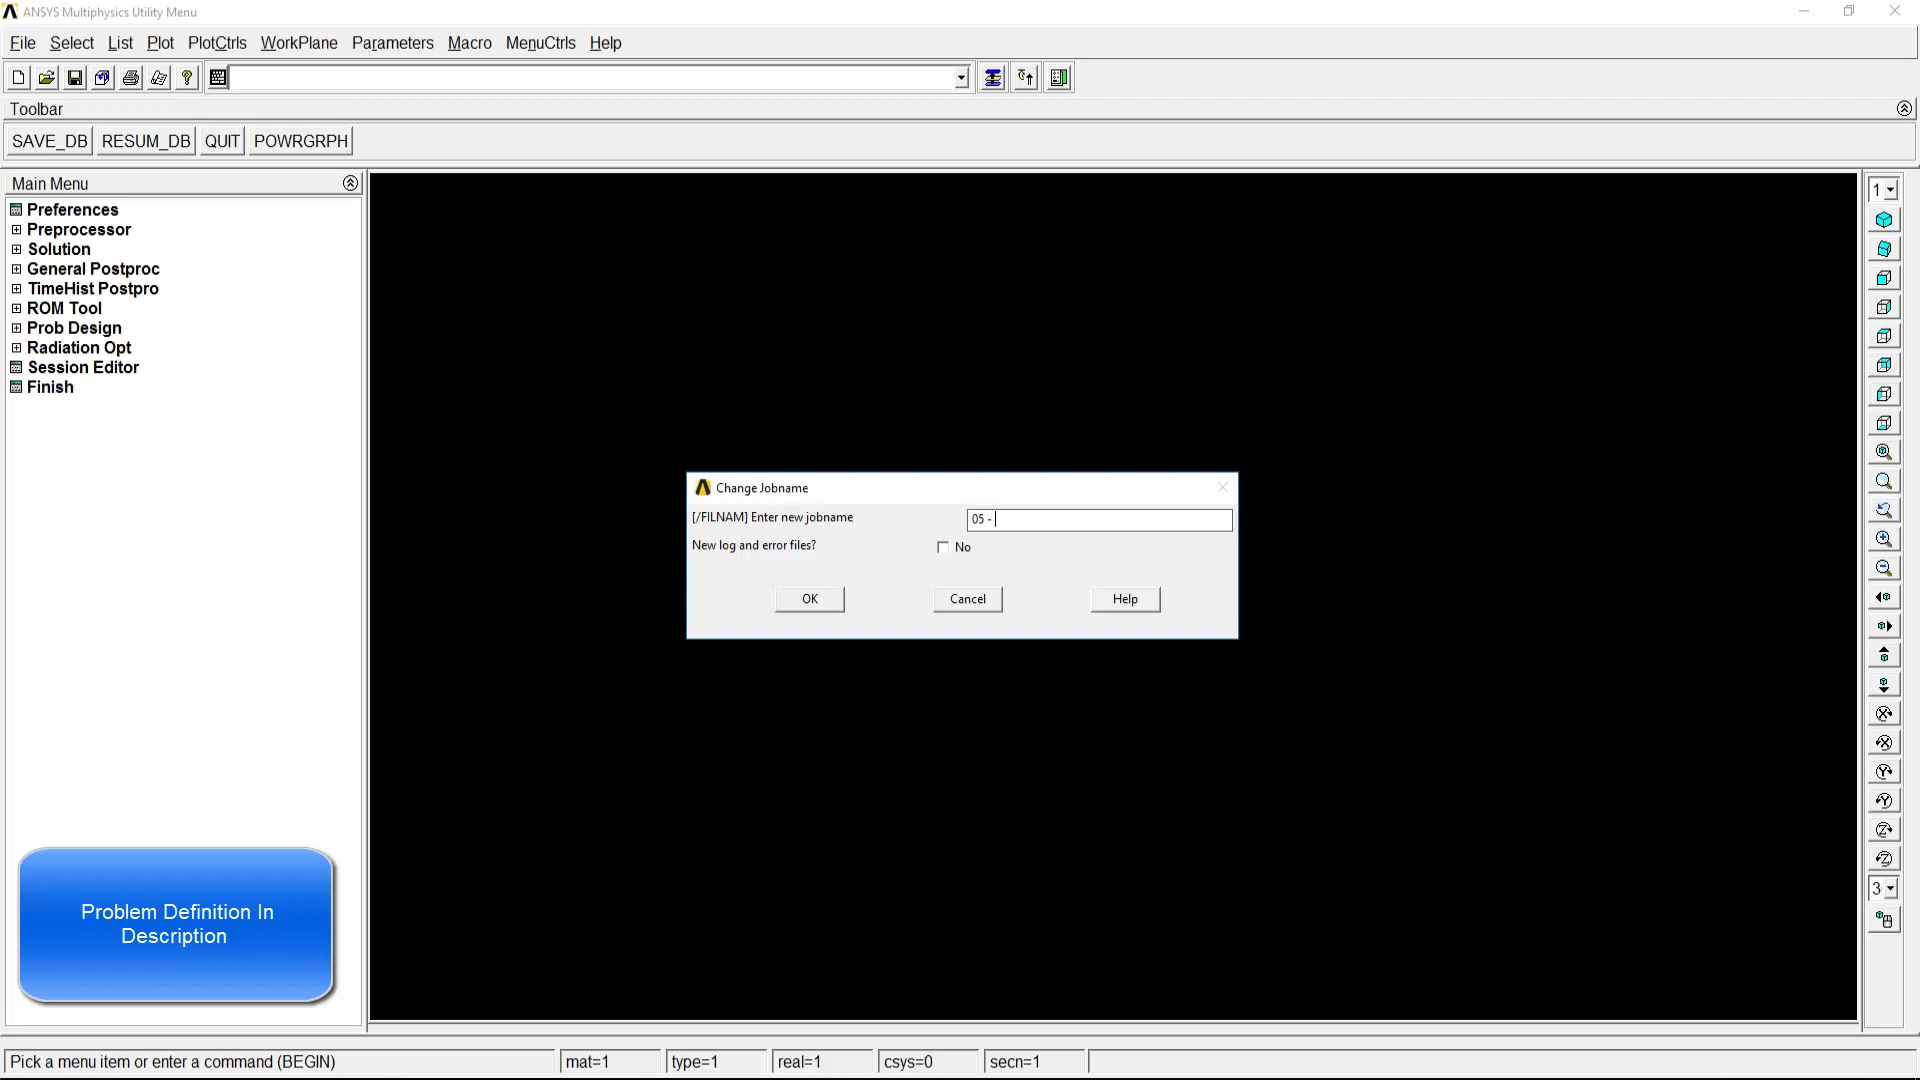 ANSYS Multiphysics Utility Menu
File Select List Plot PlotCtrls WorkPlane Parameters Macro MenuCtrls Help
Toolbar
SAVE_DB RESUM_DB QUIT POWRGRPH
Main Menu
Preferences
Preprocessor
Solution
General Postproc
TimeHist Postpro
ROM Tool
Prob Design
Radiation Opt
Session Editor
Finish
Change Jobname
[/FILNAM] Enter new jobname 05 -
New log and error files? No
OK Cancel Help
1
3
Problem Definition In
Description
Pick a menu item or enter a command (BEGIN) mat=1 type=1 real=1 csys=0 secn=1